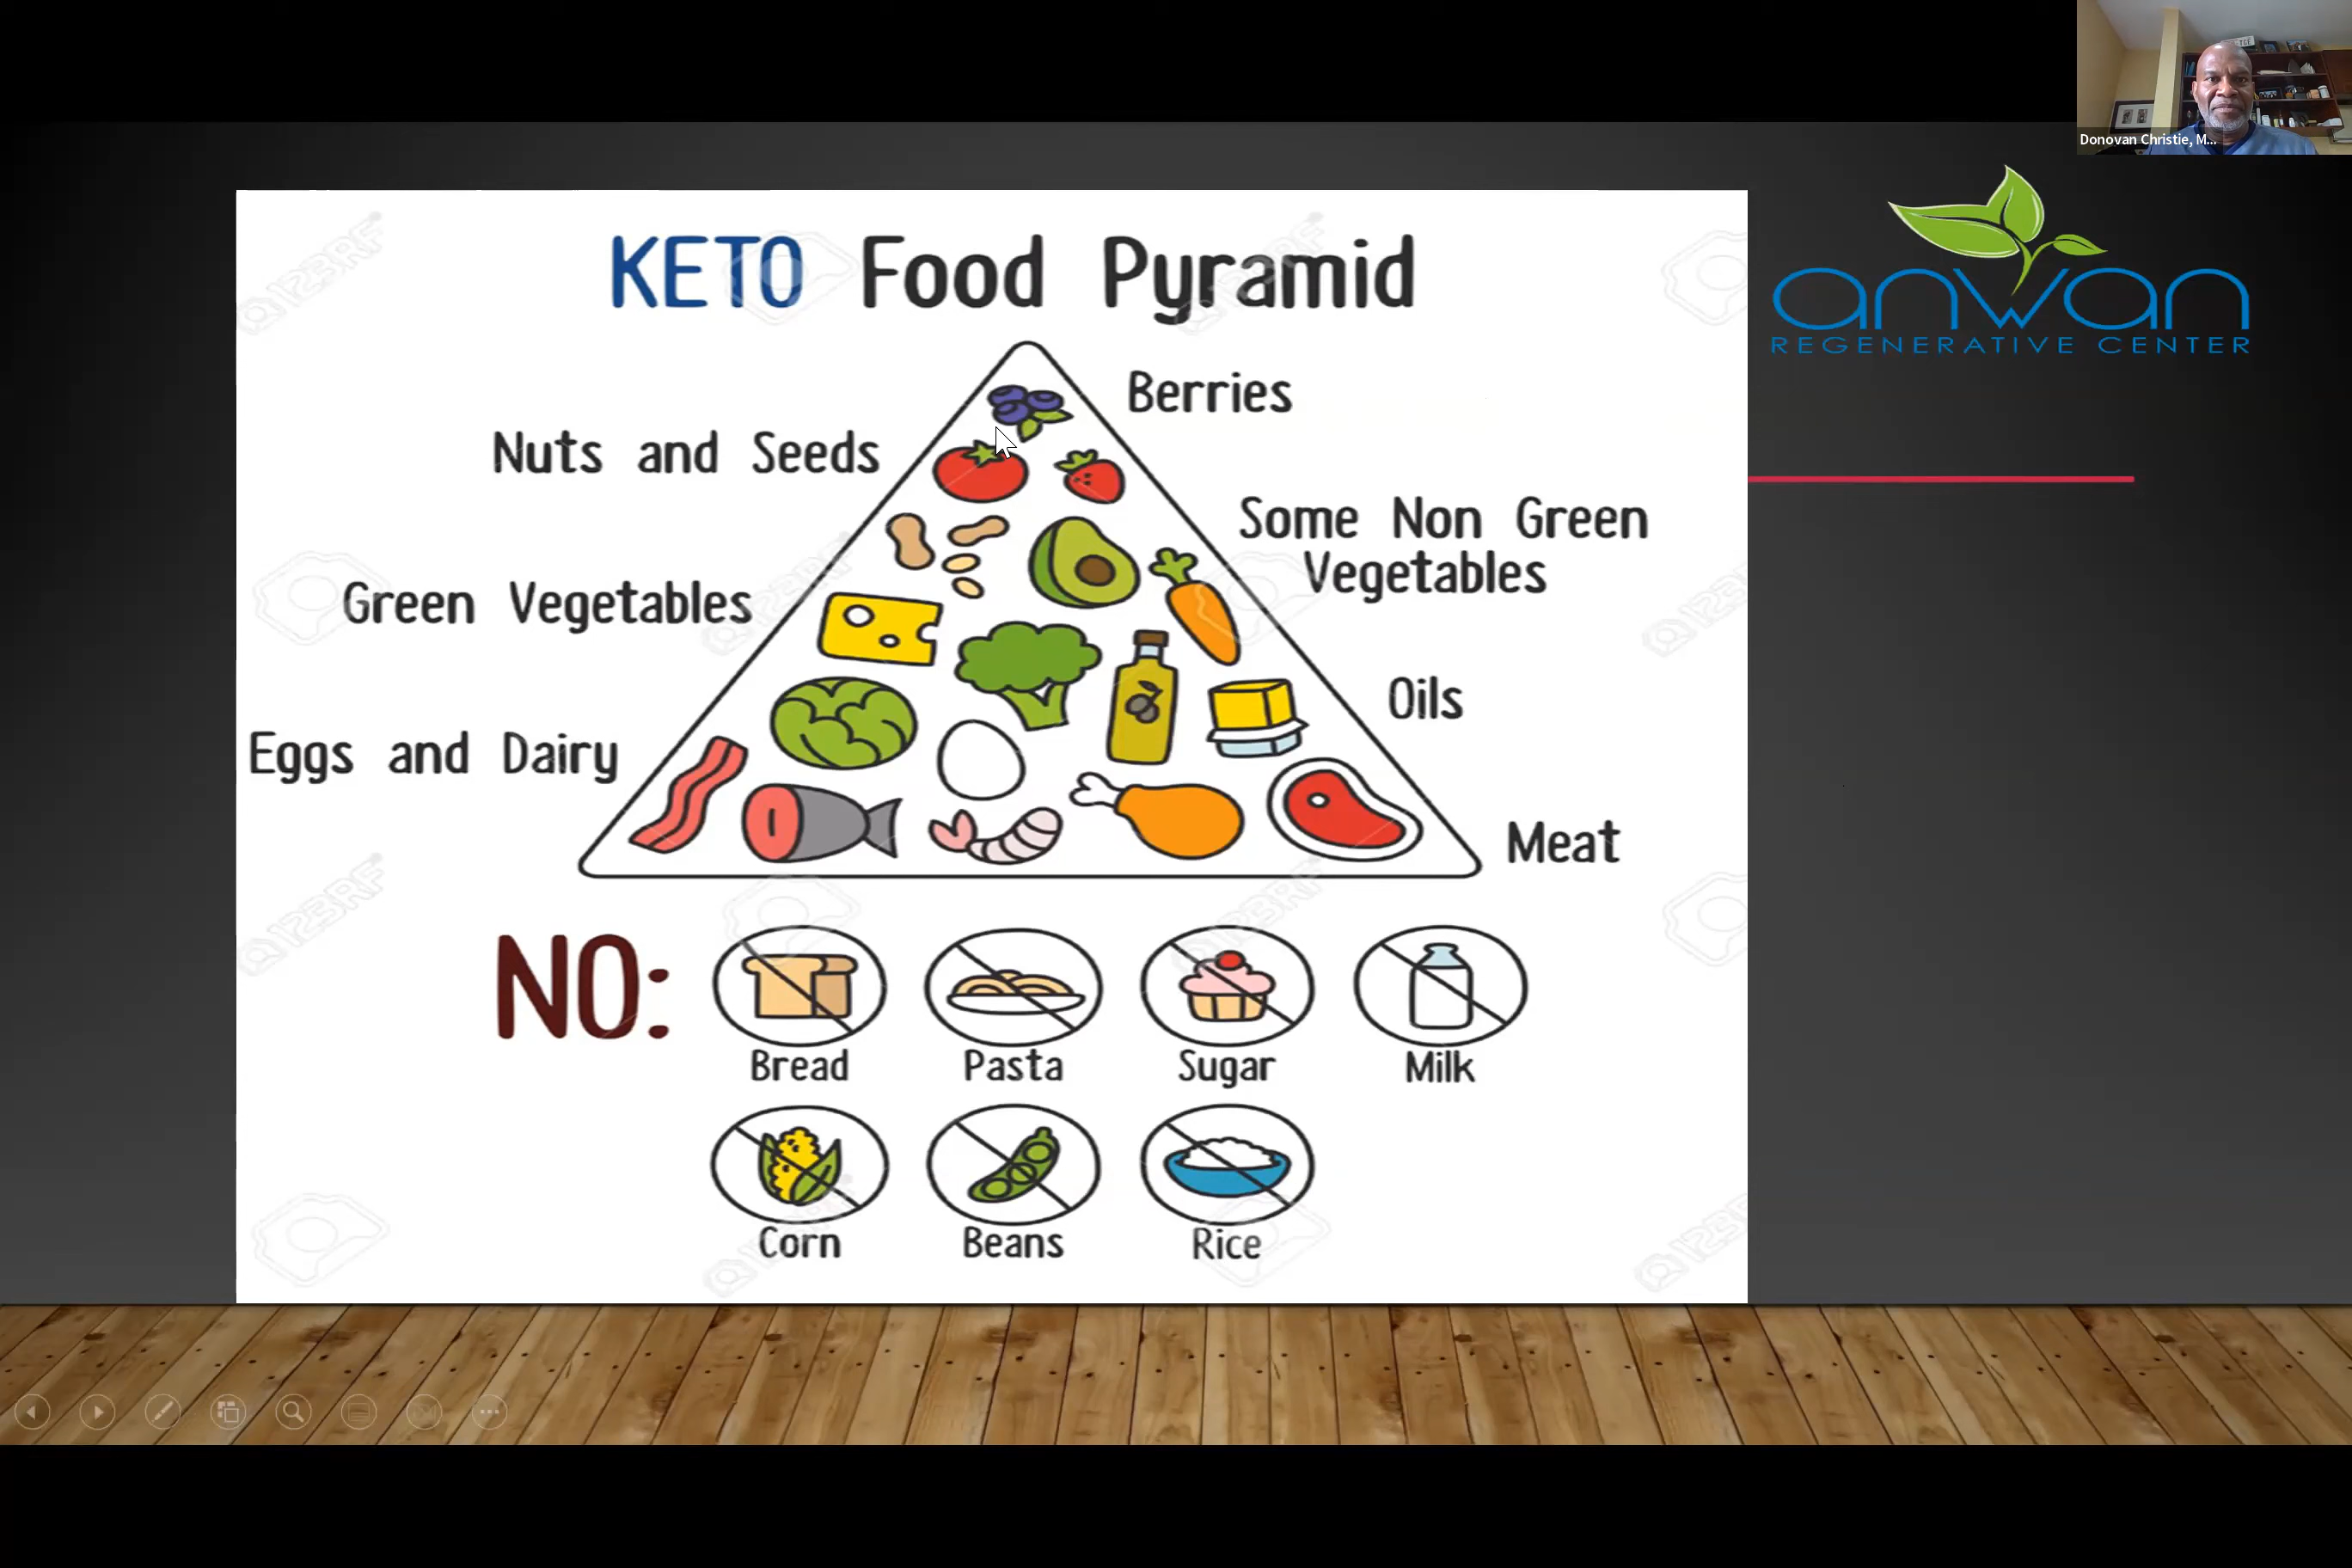 Donovan Christie, M...
anwan
REGENERATIVE CENTER
KETO Food Pyramid
Berries
Nuts and Seeds
Some Non Green
Vegetables
Green Vegetables
Oils
Eggs and Dairy
Meat
NO:
Bread
Pasta
Sugar
Milk
Corn
Beans
Rice
123RF